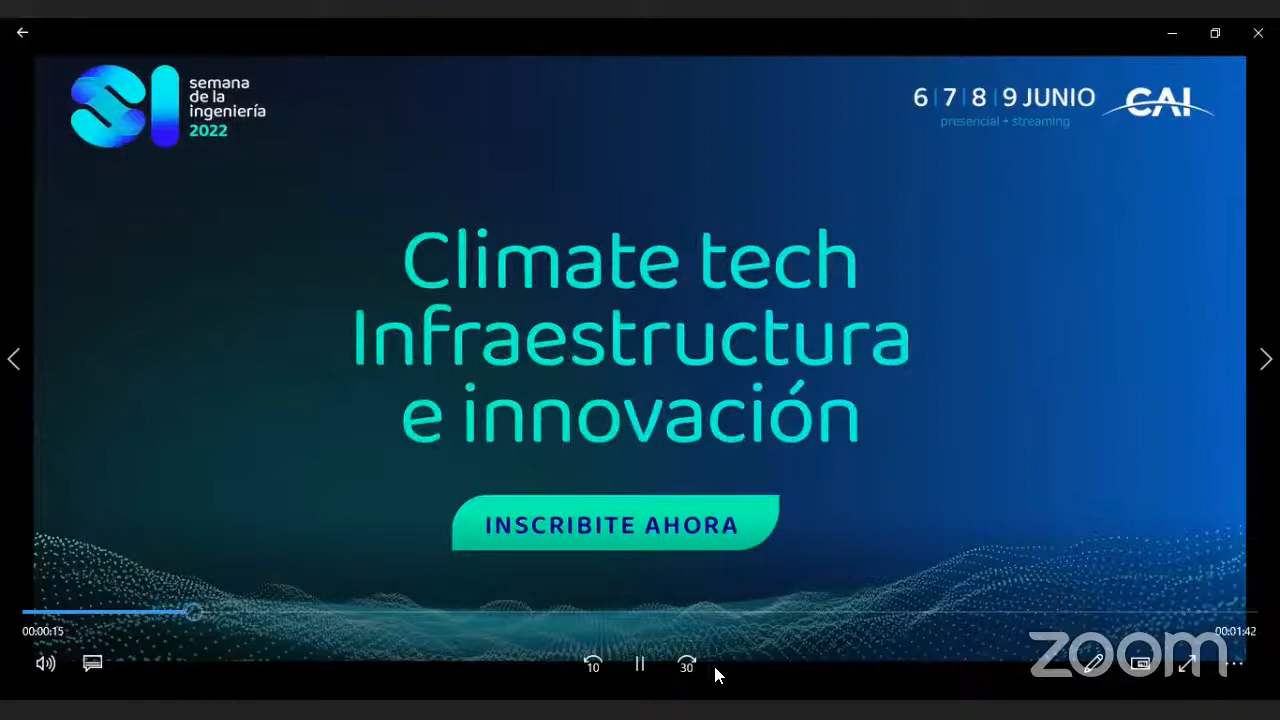 semana
de la
ingeniería
2022
6 | 7 | 8 | 9 JUNIO
presencial + streaming
CAI
Climate tech
Infraestructura
e innovación
INSCRIBITE AHORA
00:00:15
00:01:42
10
30
zoom